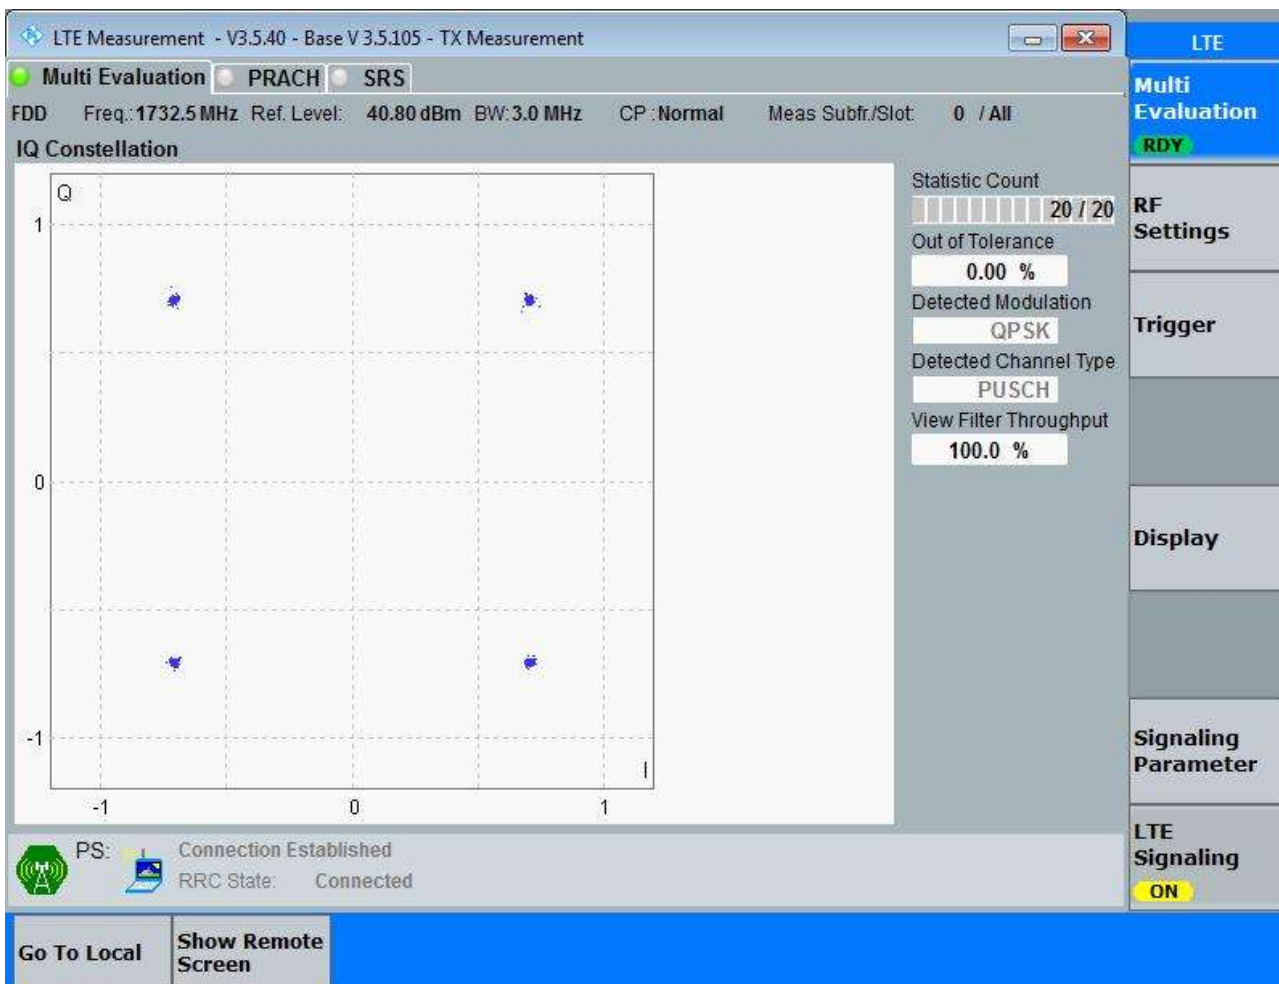 LTE Measurement - V3.5.40 - Base V 3.5.105 - TX Measurement
LTE
Multi Evaluation PRACH SRS
FDD Freq.: 1732.5 MHz Ref. Level: 40.80 dBm BW: 3.0 MHz CP : Normal Meas Subfr./Slot: 0 / All
IQ Constellation
Q
1
0
-1
-1 0 1
I
Statistic Count
20 / 20
Out of Tolerance
0.00 %
Detected Modulation
QPSK
Detected Channel Type
PUSCH
View Filter Throughput
100.0 %
Multi
Evaluation
RDY
RF
Settings
Trigger
Display
Signaling
Parameter
LTE
Signaling
ON
PS: Connection Established
RRC State: Connected
Go To Local
Show Remote
Screen